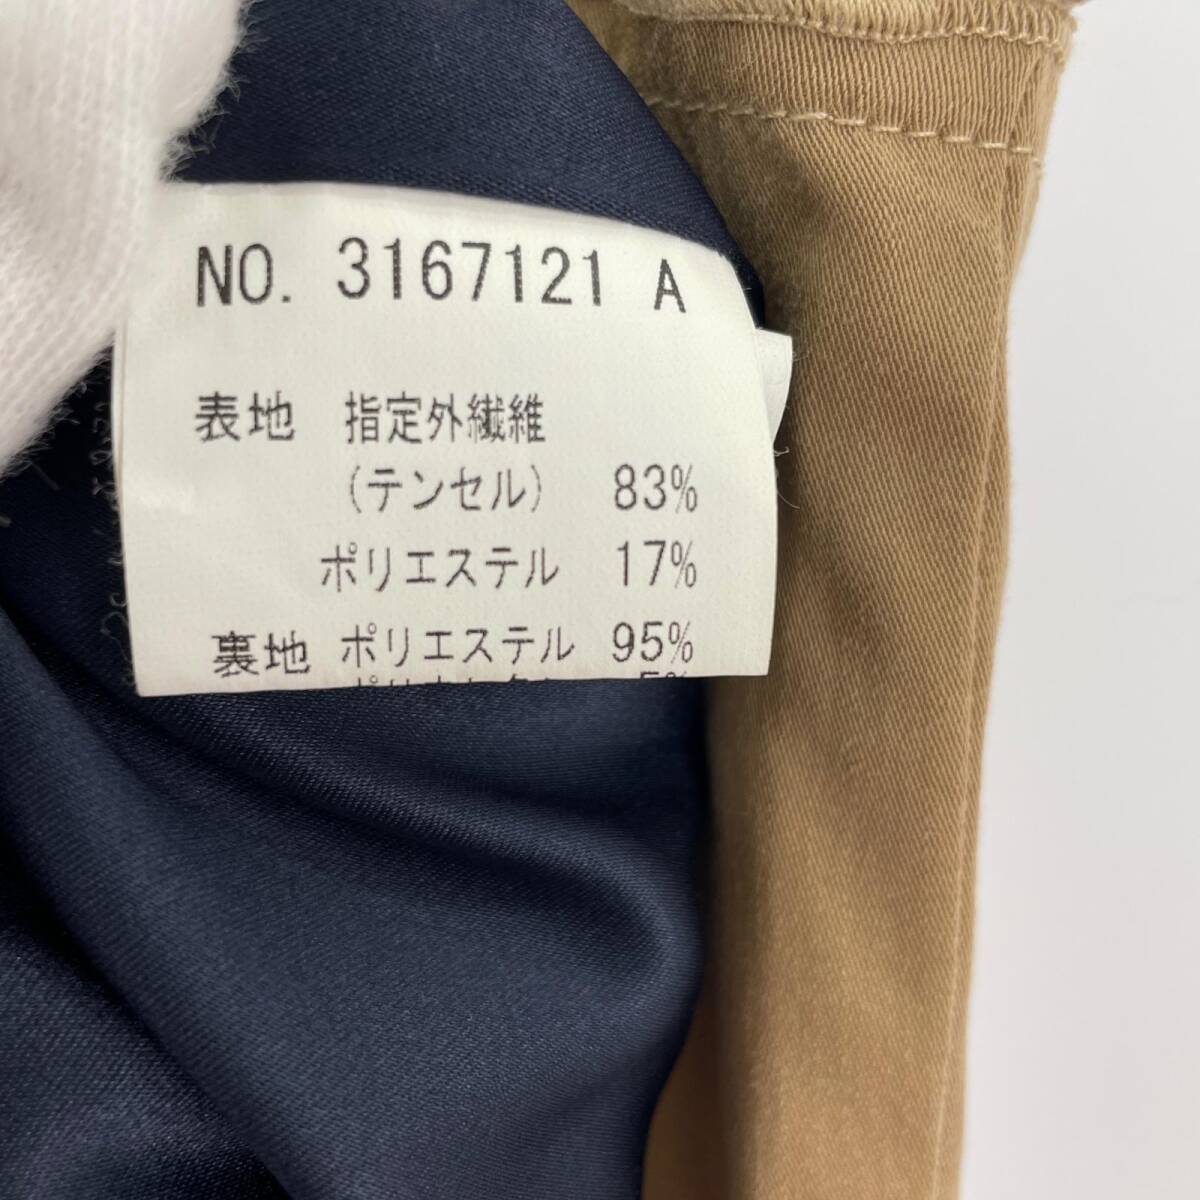 NO. 3167121 A
表地 指定外繊維
(テンセル) 83%
ポリエステル 17%
裏地 ポリエステル 95%